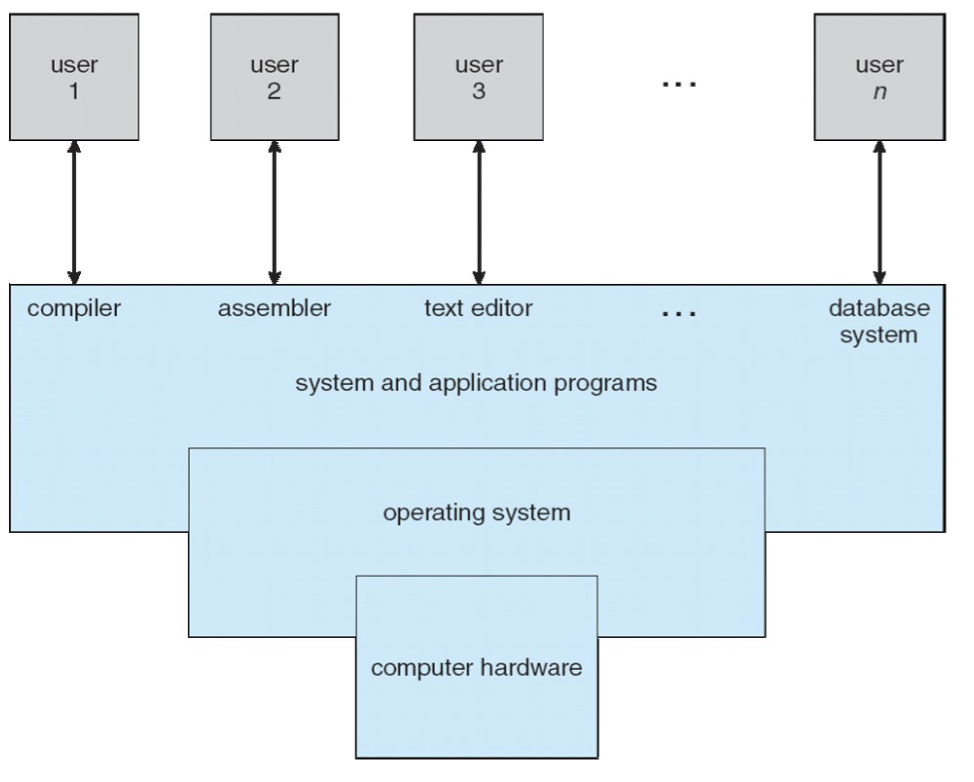 user
1
user
2
user
3
...
user
n
compiler
assembler
text editor
...
database
system
system and application programs
operating system
computer hardware